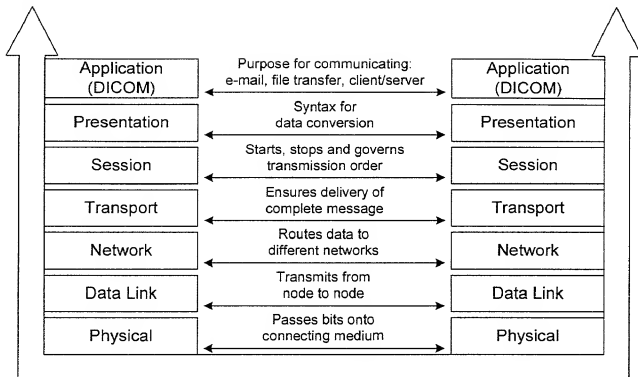 Application
(DICOM)
Purpose for communicating:
e-mail, file transfer, client/server
Application
(DICOM)
Presentation
Syntax for
data conversion
Presentation
Session
Starts, stops and governs
transmission order
Session
Transport
Ensures delivery of
complete message
Transport
Network
Routes data to
different networks
Network
Data Link
Transmits from
node to node
Data Link
Physical
Passes bits onto
connecting medium
Physical